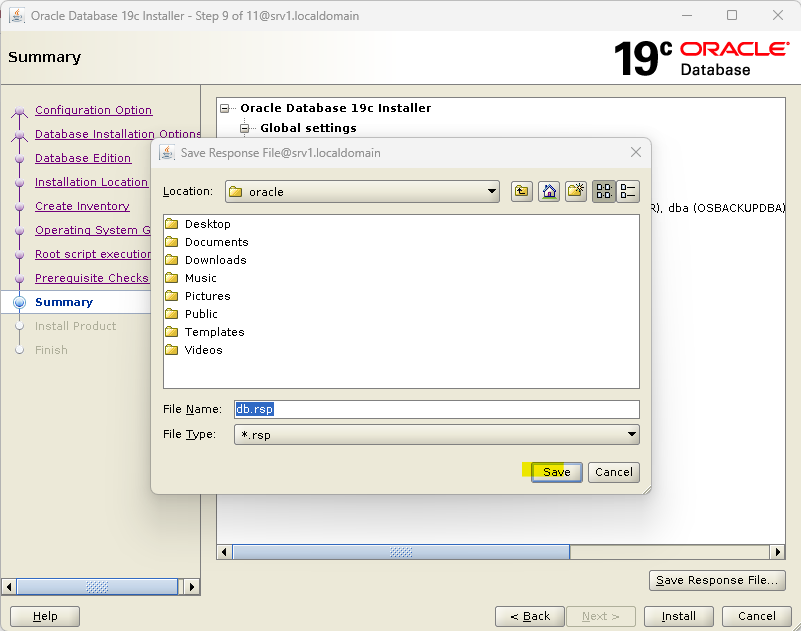 Oracle Database 19c Installer - Step 9 of 11@srv1.localdomain
Summary
19c ORACLE
Database
Configuration Option
Database Installation Options
Database Edition
Installation Location
Create Inventory
Operating System G
Root script execution
Prerequisite Checks
Summary
Install Product
Finish
Oracle Database 19c Installer
Global settings
R), dba (OSBACKUPDBA)
Save Response File@srv1.localdomain
Location: oracle
Desktop
Documents
Downloads
Music
Pictures
Public
Templates
Videos
File Name: db.rsp
File Type: *.rsp
Save Cancel
Save Response File...
Help < Back Next > Install Cancel